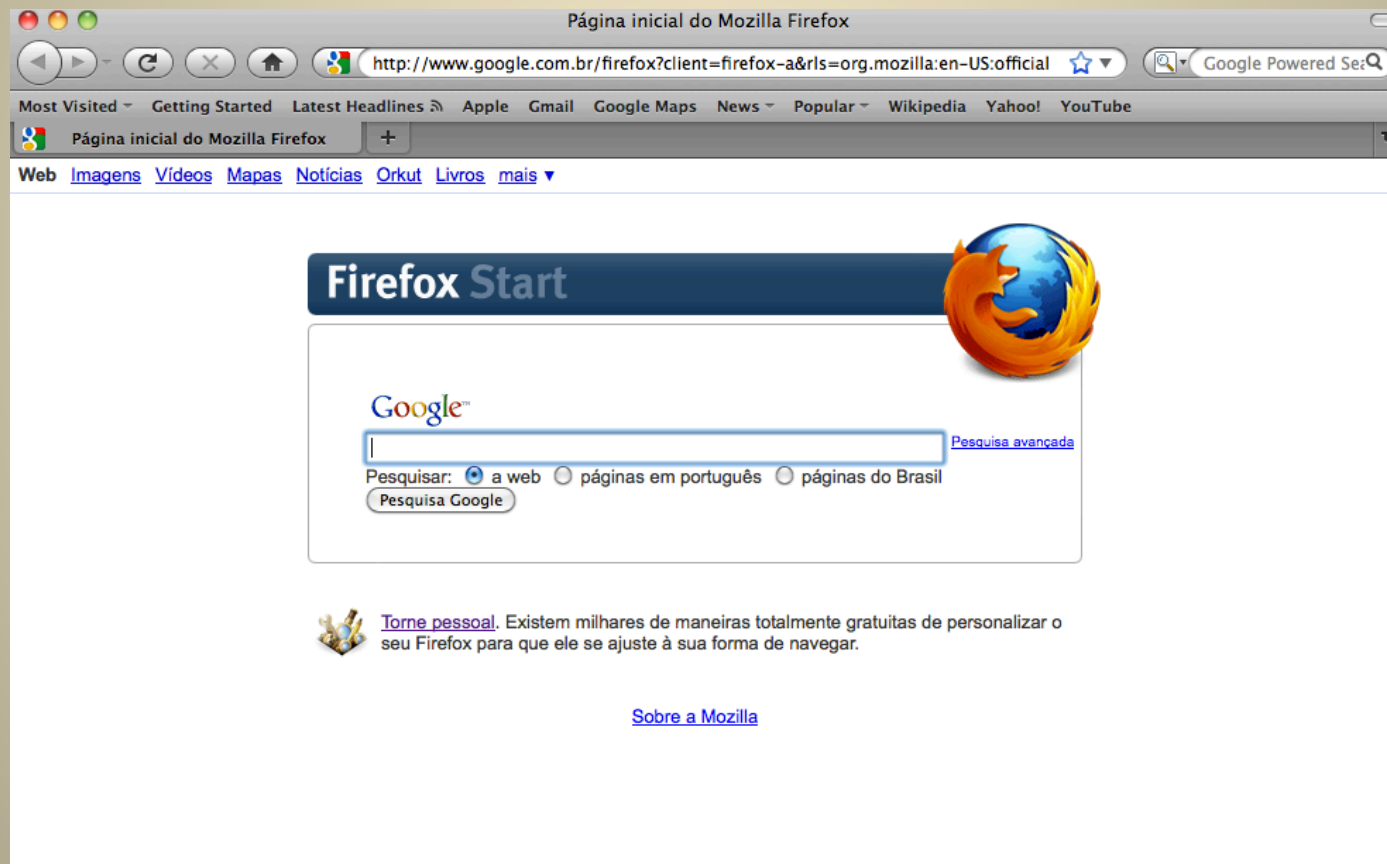 Página inicial do Mozilla Firefox
http://www.google.com.br/firefox?client=firefox-a&rls=org.mozilla:en-US:official Google Powered
Most Visited Getting Started Latest Headlines Apple Gmail Google Maps News Popular Wikipedia Yahoo! YouTube
Página inicial do Mozilla Firefox +
Web Imagens Vídeos Mapas Notícias Orkut Livros mais ▼
Firefox Start
Google™
Pesquisa avançada
Pesquisar: a web páginas em português páginas do Brasil
Pesquisa Google
Torne pessoal. Existem milhares de maneiras totalmente gratuitas de personalizar o
seu Firefox para que ele se ajuste à sua forma de navegar.
Sobre a Mozilla